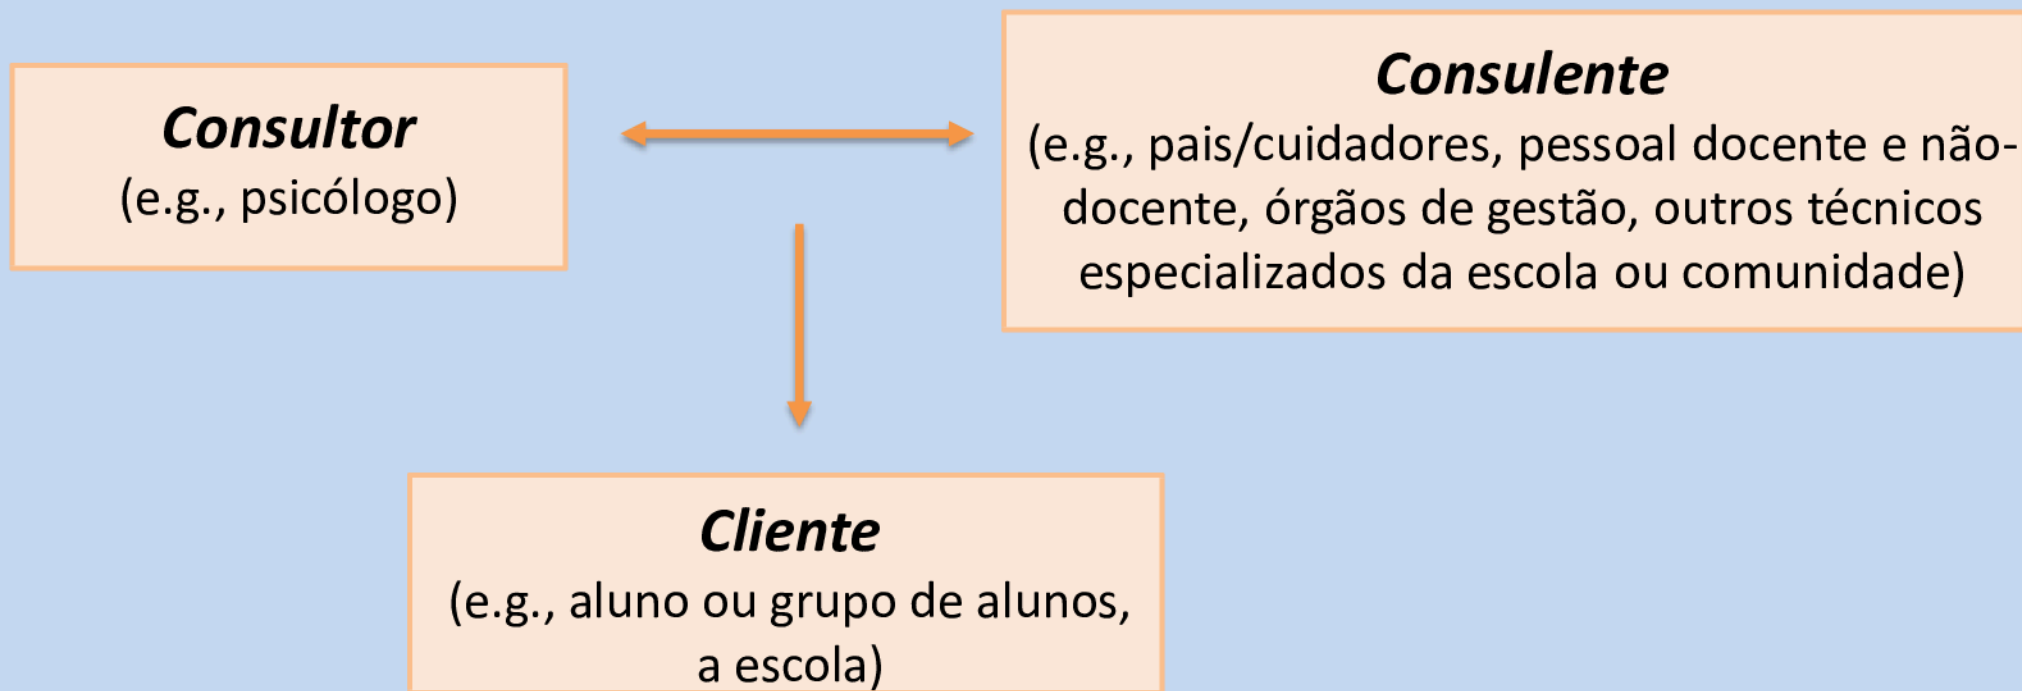 Consultor
(e.g., psicólogo)
Consulente
(e.g., pais/cuidadores, pessoal docente e não-
docente, órgãos de gestão, outros técnicos
especializados da escola ou comunidade)
Cliente
(e.g., aluno ou grupo de alunos,
a escola)